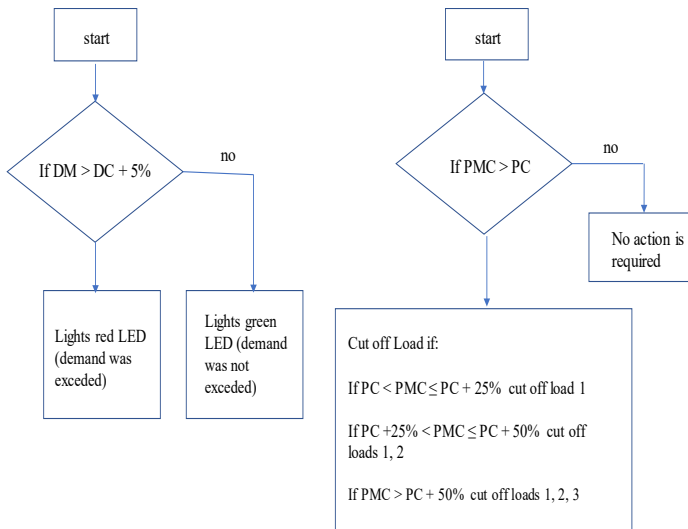 start
If DM > DC + 5%
no
Lights red LED
(demand was
exceded)
Lights green
LED (demand
was not
exceded)
start
If PMC > PC
no
No action is
required
Cut off Load if:
If PC < PMC ≤ PC + 25% cut off load 1
If PC +25% < PMC ≤ PC + 50% cut off
loads 1, 2
If PMC > PC + 50% cut off loads 1, 2, 3